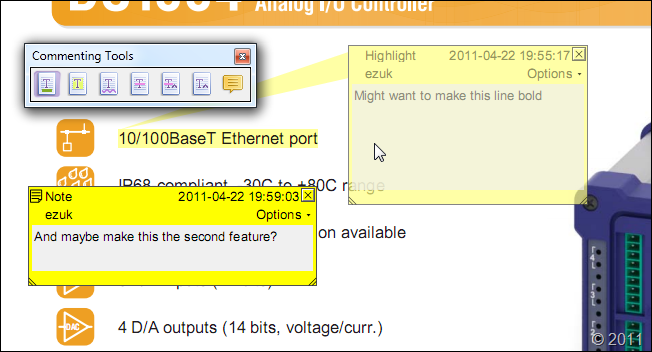 Analog I/O Controller
Commenting Tools
Highlight 2011-04-22 19:55:17
ezuk Options
Might want to make this line bold
10/100BaseT Ethernet port
IP68 compliant, -30C to +80C range
Note 2011-04-22 19:59:03
ezuk Options
And maybe make this the second feature?
on available
DAC
4 D/A outputs (14 bits, voltage/curr.)
© 2011